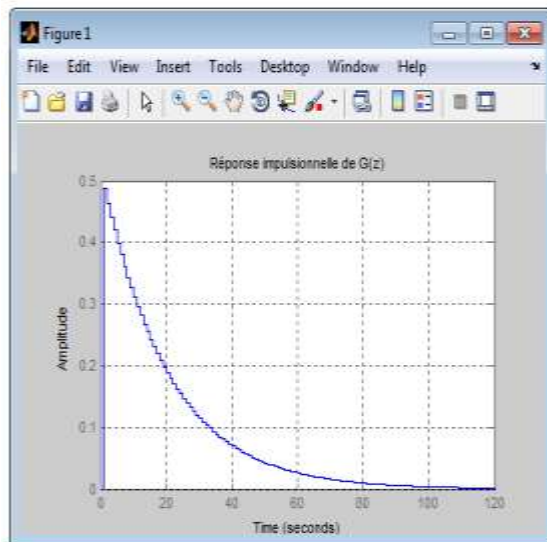 Figure 1
File Edit View Insert Tools Desktop Window Help
Réponse impulsionnelle de G(z)
0.5
0.4
0.3
0.2
0.1
0
Amplitude
0 20 40 60 80 100 120
Time (seconds)